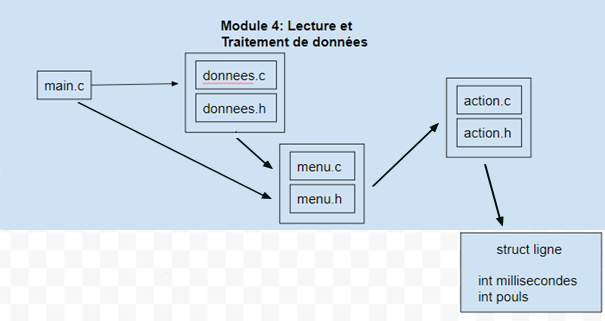 Module 4: Lecture et
Traitement de données
main.c
donnees.c
donnees.h
menu.c
menu.h
action.c
action.h
struct ligne
int millisecondes
int pouls